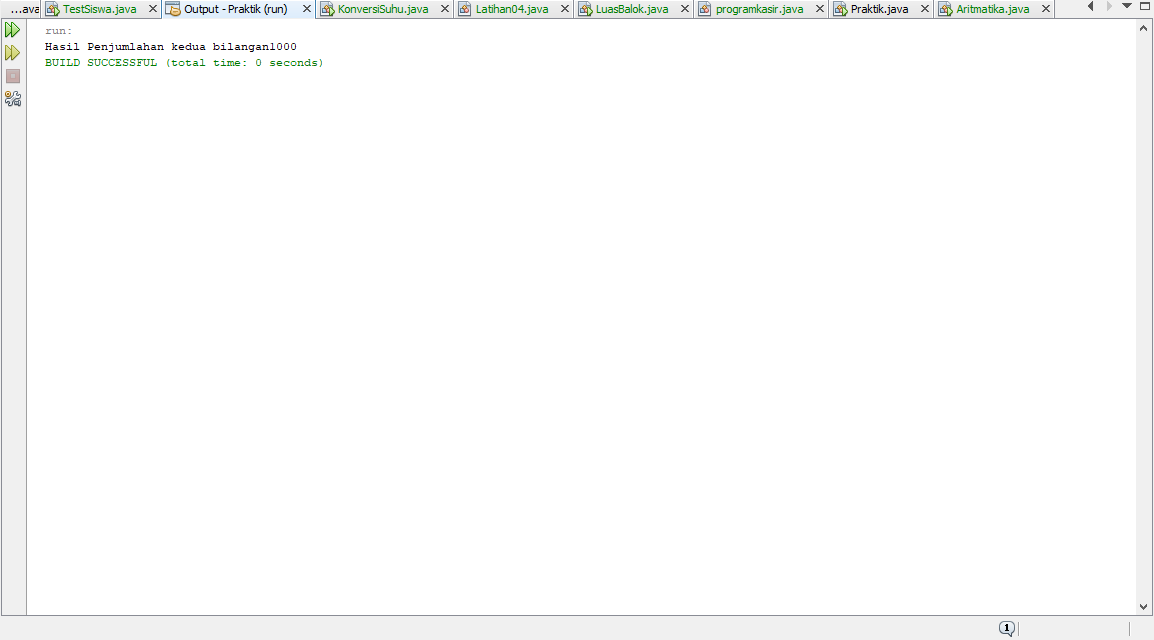 ...ava TestSiswa.java Output - Praktik (run) KonversiSuhu.java Latihan04.java LuasBalok.java programkasir.java Praktik.java Aritmatika.java
run:
Hasil Penjumlahan kedua bilangan1000
BUILD SUCCESSFUL (total time: 0 seconds)
1